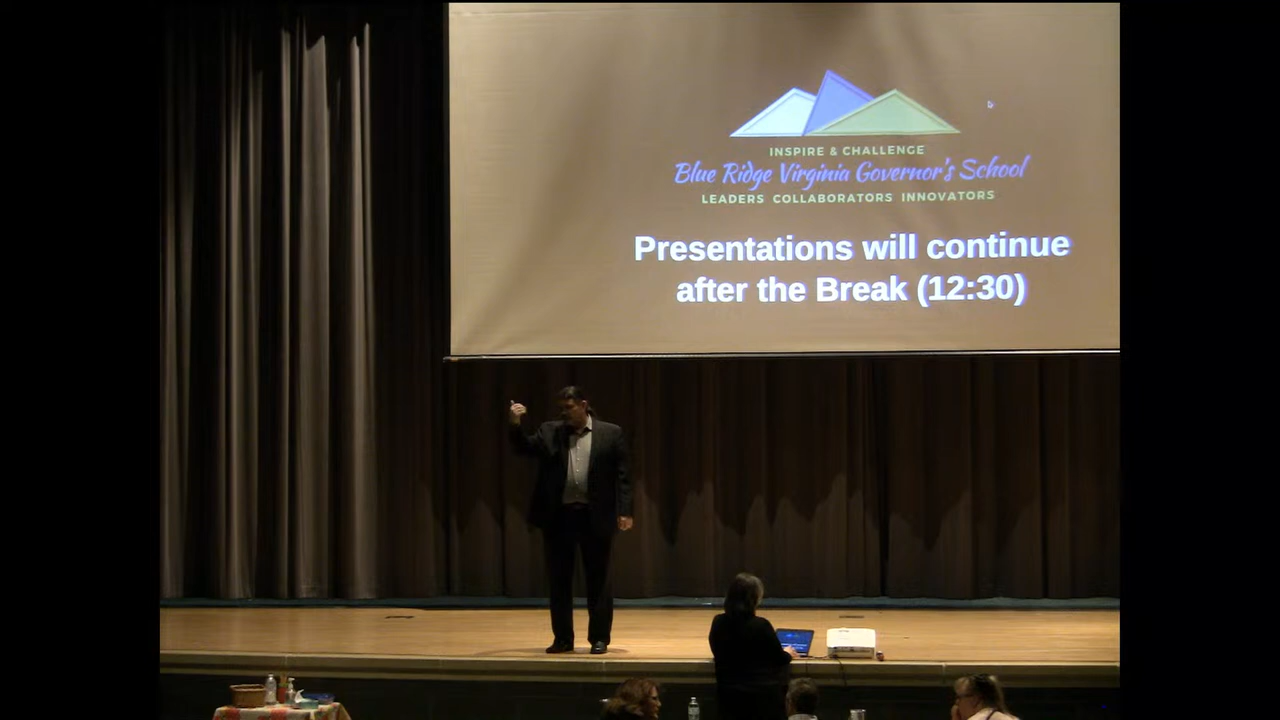 INSPIRE & CHALLENGE
Blue Ridge Virginia Governor's School
LEADERS COLLABORATORS INNOVATORS
Presentations will continue
after the Break (12:30)